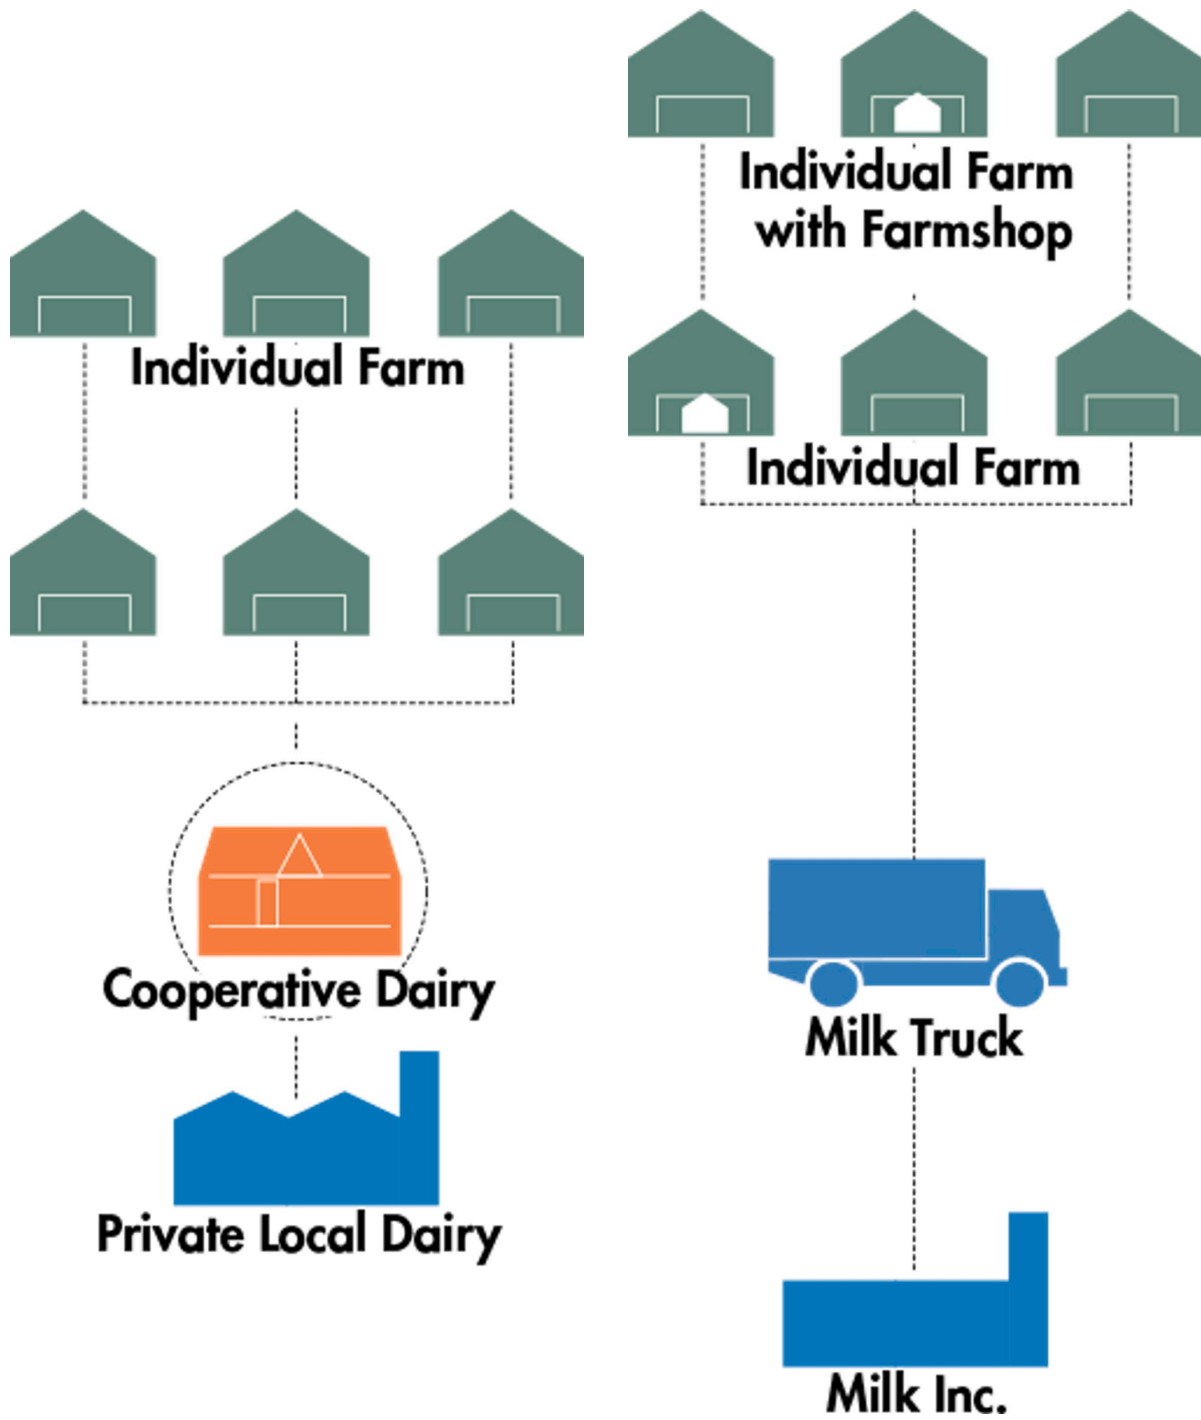 Individual Farm
Cooperative Dairy
Private Local Dairy
Individual Farm
with Farmshop
Individual Farm
Milk Truck
Milk Inc.